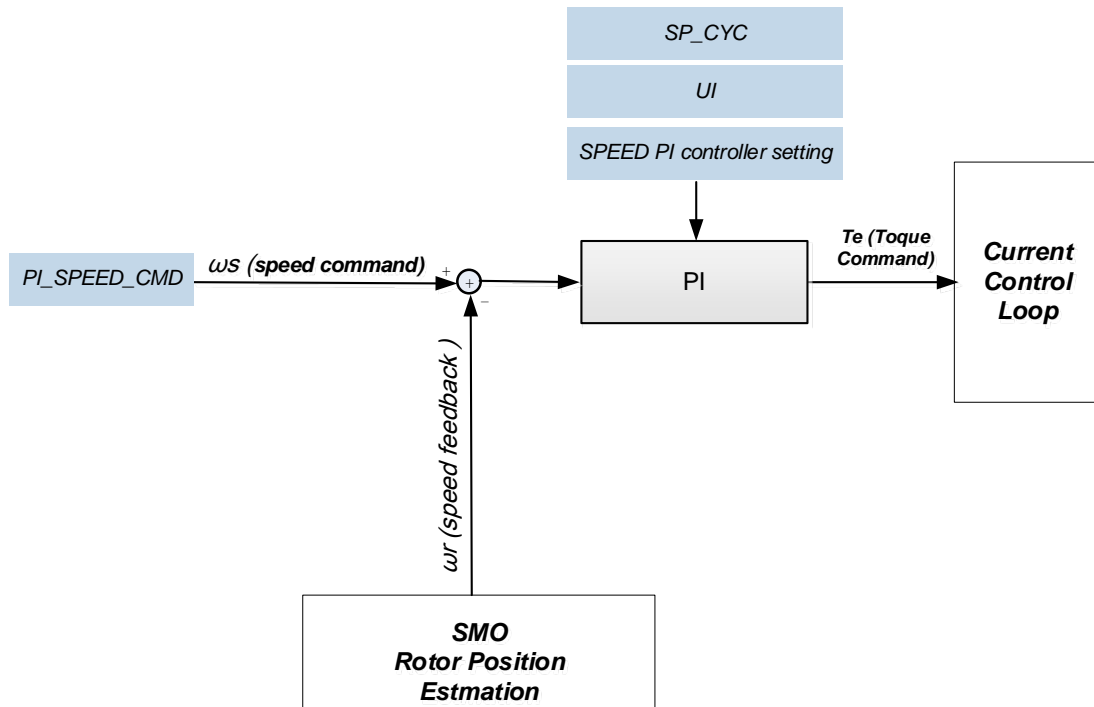 SP_CYC
UI
SPEED PI controller setting
PI_SPEED_CMD
ωs (speed command)
+
+
−
PI
Te (Toque
Command)
Current
Control
Loop
ωr (speed feedback )
SMO
Rotor Position
Estmation